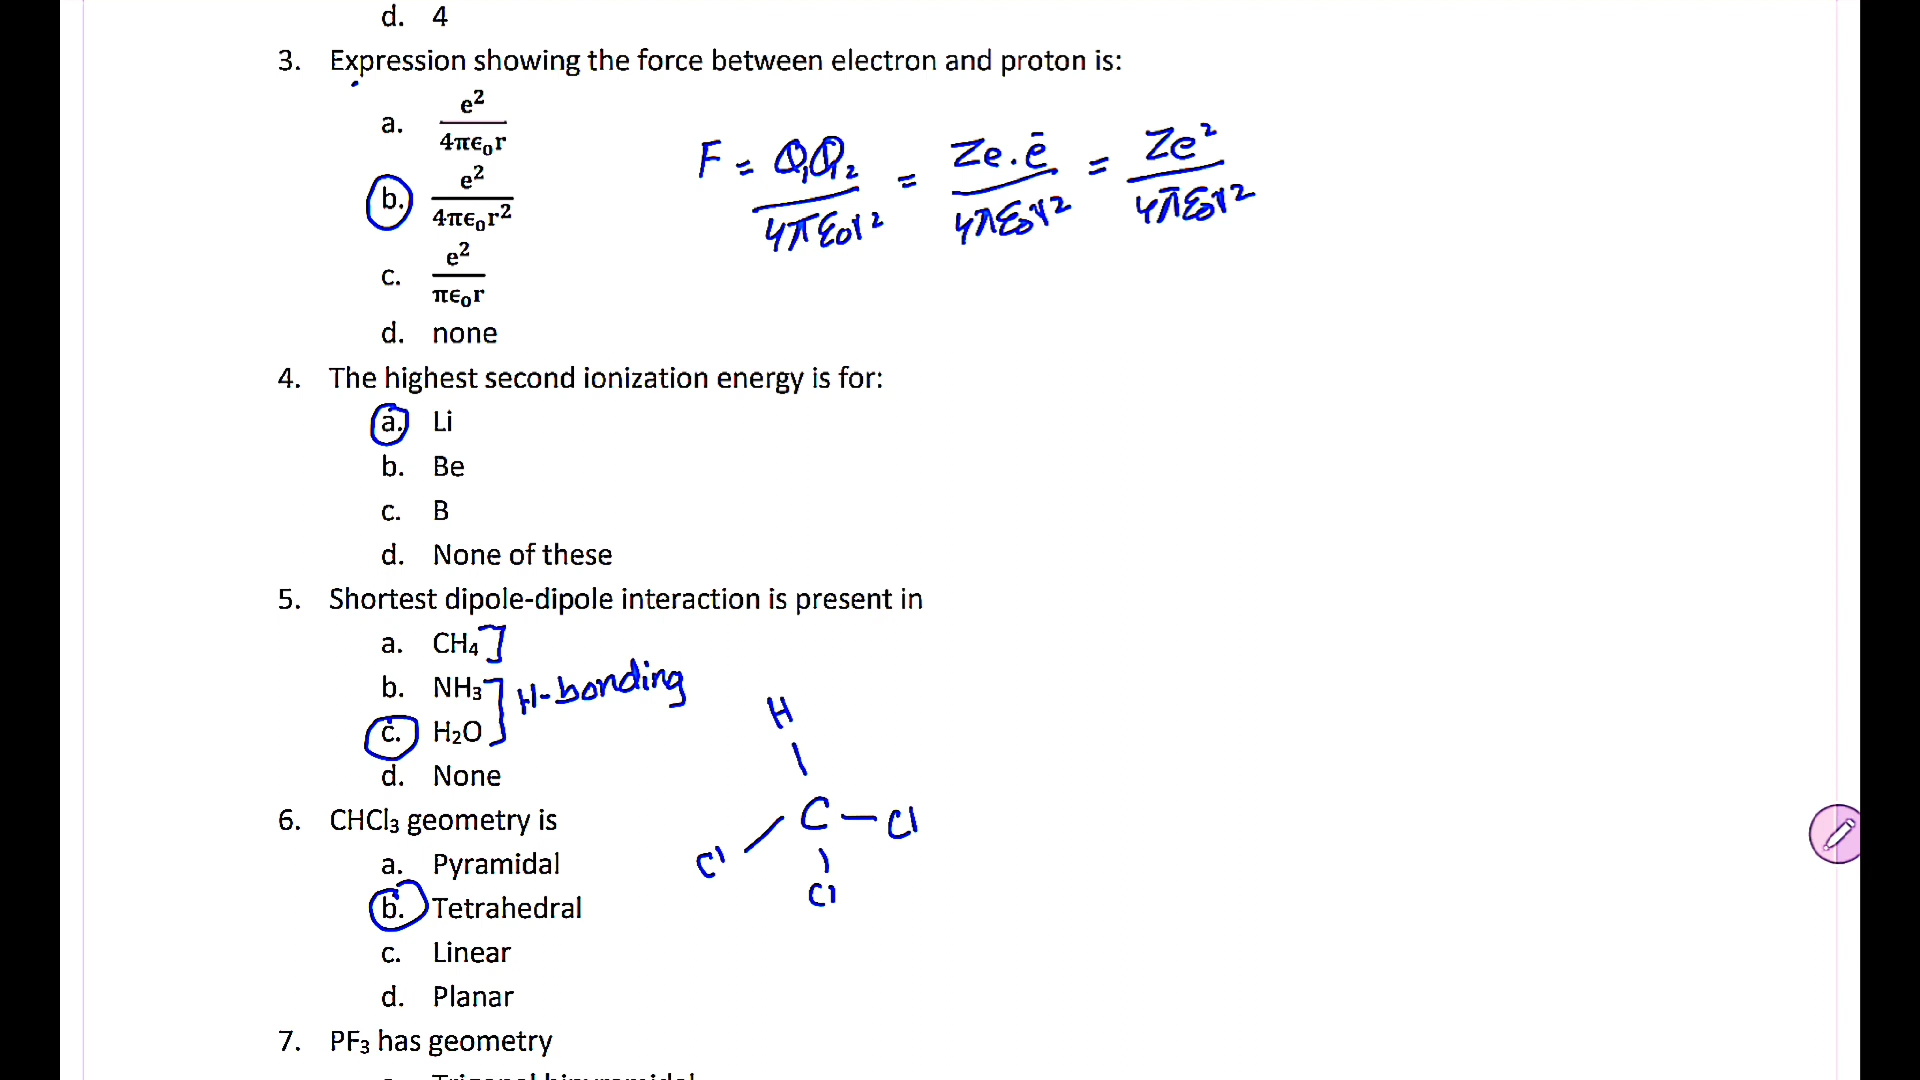 d. 4
3. Expression showing the force between electron and proton is:
a. e² / 4πϵ₀r
b. e² / 4πϵ₀r²
c. e² / πϵ₀r
d. none
F = Q₁Q₂ / 4πε₀r² = Ze.ē / 4πε₀r² = Ze² / 4πε₀r²
4. The highest second ionization energy is for:
a. Li
b. Be
c. B
d. None of these
5. Shortest dipole-dipole interaction is present in
a. CH₄ ]
b. NH₃ ] H-bonding
c. H₂O
d. None
6. CHCl₃ geometry is
a. Pyramidal
b. Tetrahedral
c. Linear
d. Planar
H
C — Cl
Cl
Cl
7. PF₃ has geometry